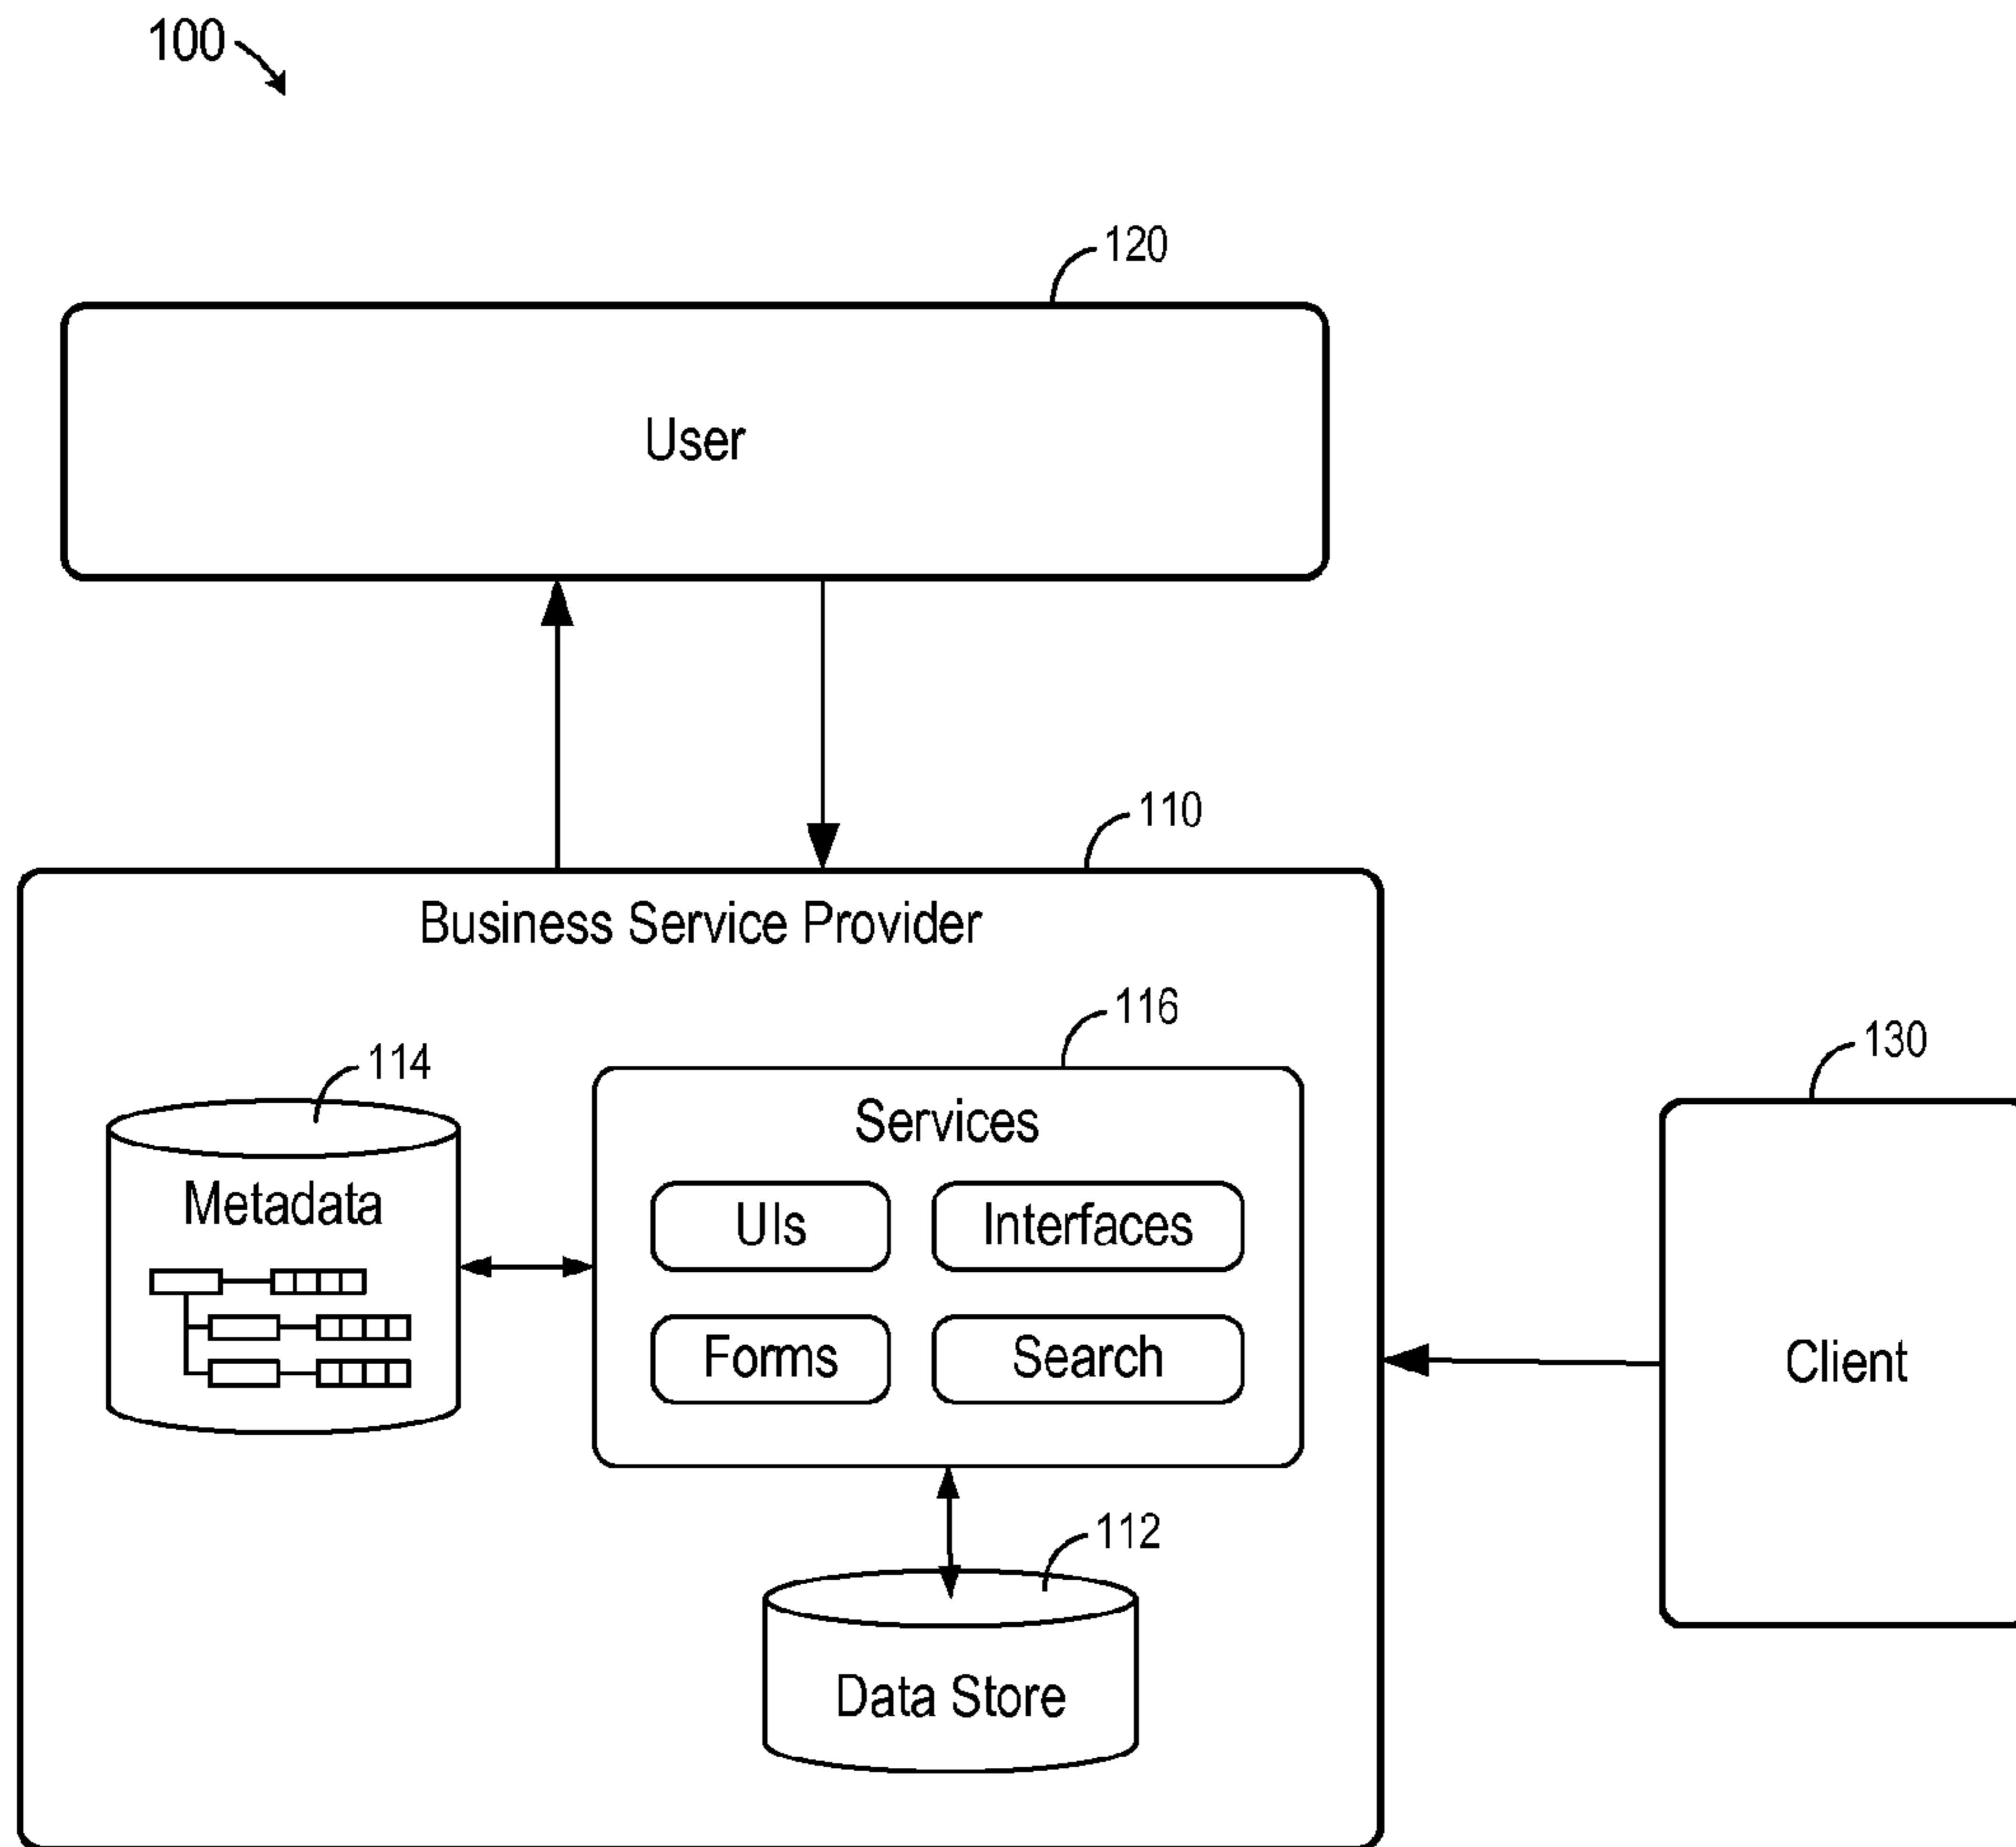 100
120
User
110
Business Service Provider
116
114
130
Services
Metadata
UIs
Interfaces
Forms
Search
Client
112
Data Store